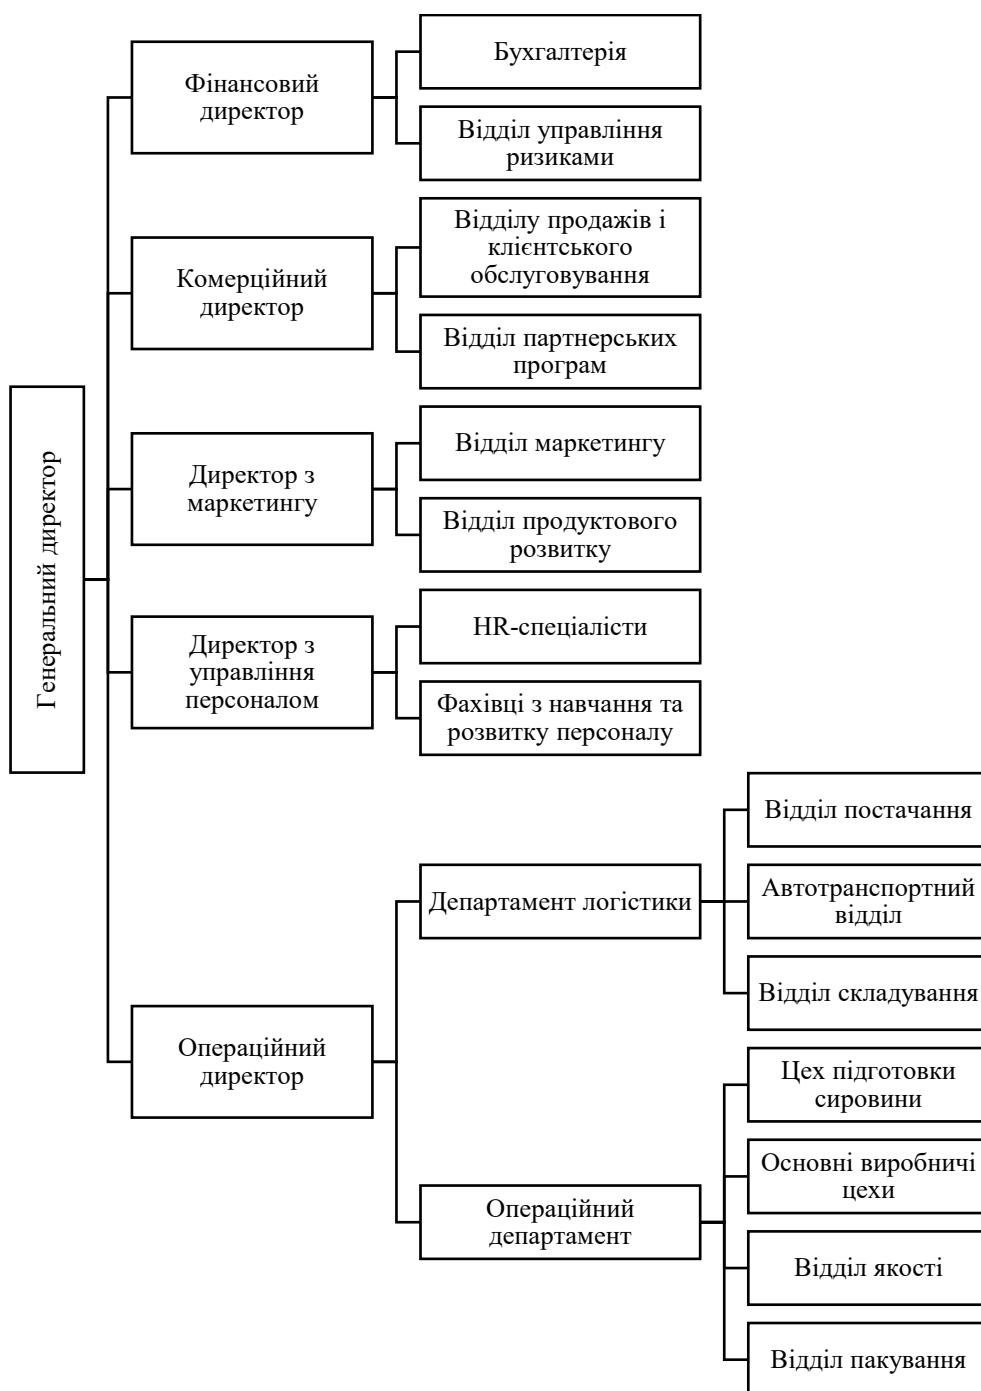 Генеральний директор
Фінансовий
директор
Бухгалтерія
Відділ управління
ризиками
Комерційний
директор
Відділу продажів і
клієнтського
обслуговування
Відділ партнерських
програм
Директор з
маркетингу
Відділ маркетингу
Відділ продуктового
розвитку
Директор з
управління
персоналом
HR-спеціалісти
Фахівці з навчання та
розвитку персоналу
Операційний
директор
Департамент логістики
Відділ постачання
Автотранспортний
відділ
Відділ складування
Операційний
департамент
Цех підготовки
сировини
Основні виробничі
цехи
Відділ якості
Відділ пакування